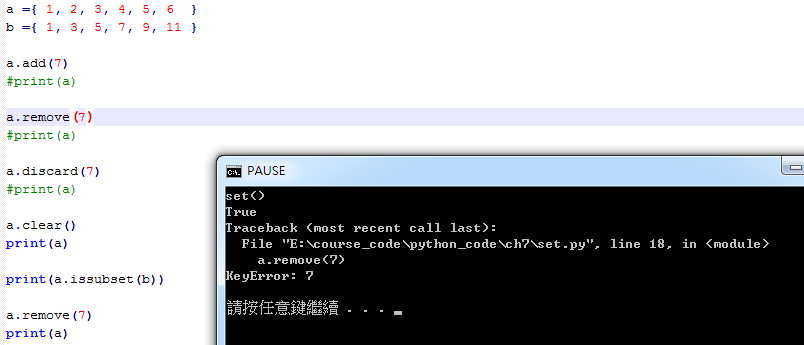 a ={ 1, 2, 3, 4, 5, 6  }
b ={ 1, 3, 5, 7, 9, 11 }
a.add(7)
#print(a)
a.remove(7)
#print(a)
a.discard(7)
#print(a)
a.clear()
print(a)
print(a.issubset(b))
a.remove(7)
print(a)
C:\. PAUSE
set()
True
Traceback (most recent call last):
  File "E:\course_code\python_code\ch7\set.py", line 18, in <module>
    a.remove(7)
KeyError: 7
請按任意鍵繼續 . . . _